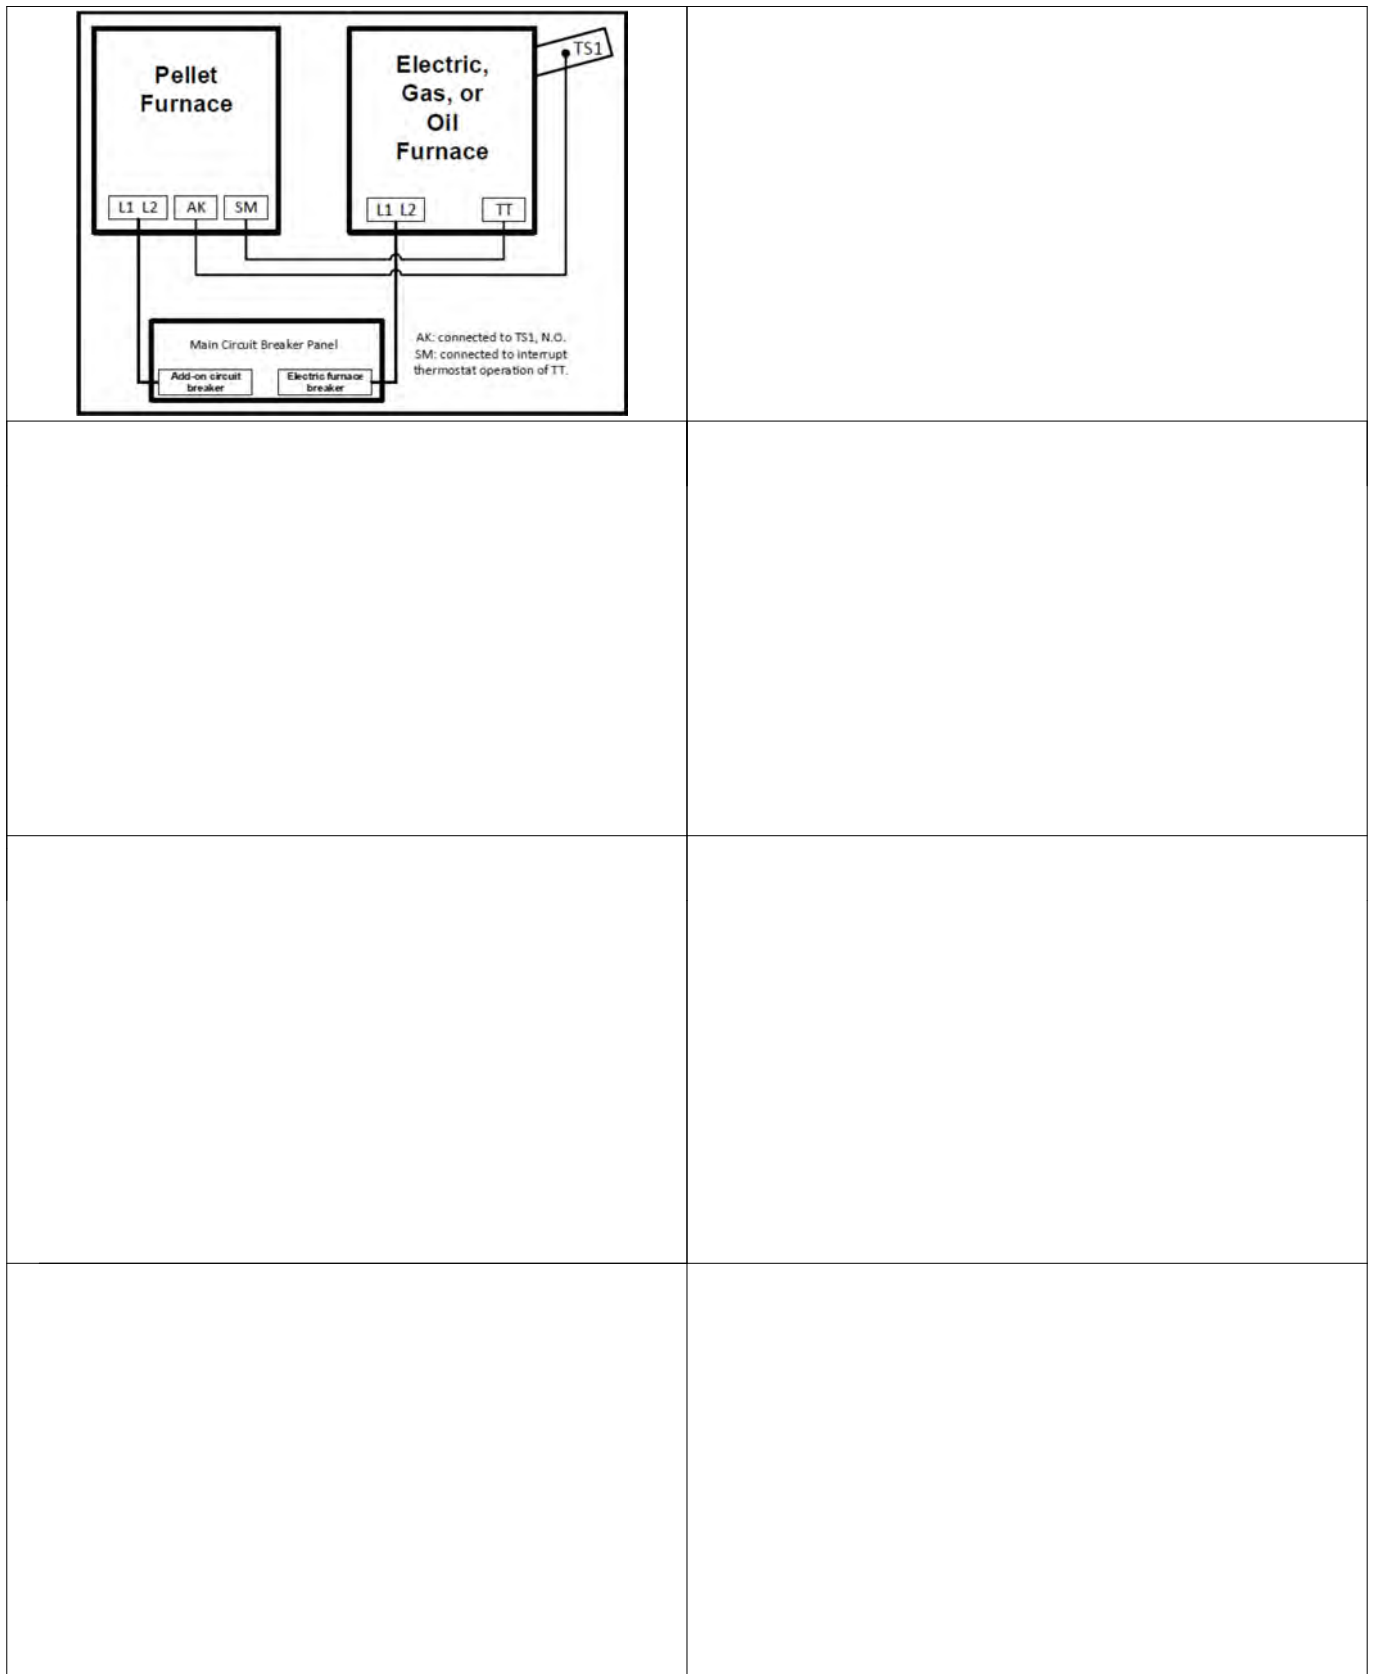 Pellet
Furnace
L1 L2
AK
SM
Electric,
Gas, or
Oil
Furnace
L1 L2
TT
TS1
Main Circuit Breaker Panel
Add-on circuit
breaker
Electric furnace
breaker
AK: connected to TS1, N.O.
SM: connected to interrupt
thermostat operation of TT.